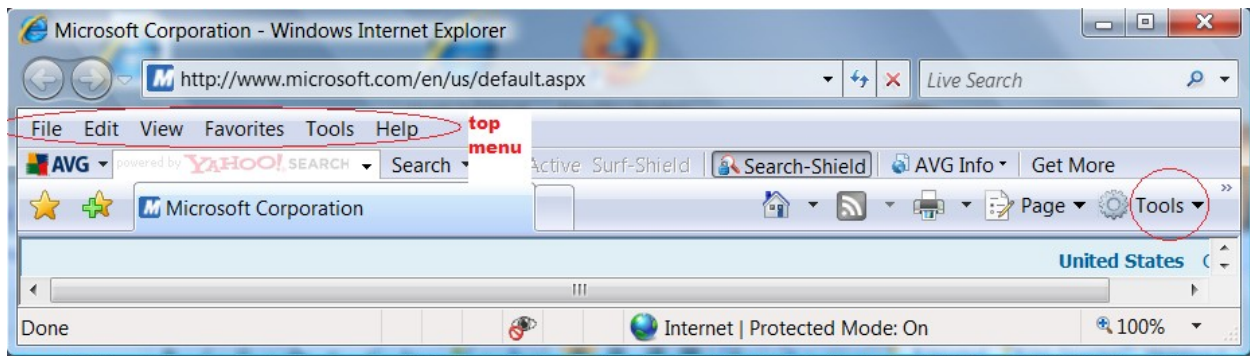 Microsoft Corporation - Windows Internet Explorer
http://www.microsoft.com/en/us/default.aspx Live Search
File Edit View Favorites Tools Help top menu
AVG powered by YAHOO! SEARCH Search Active Surf-Shield Search-Shield AVG Info Get More
Microsoft Corporation Page Tools
United States
Done Internet | Protected Mode: On 100%